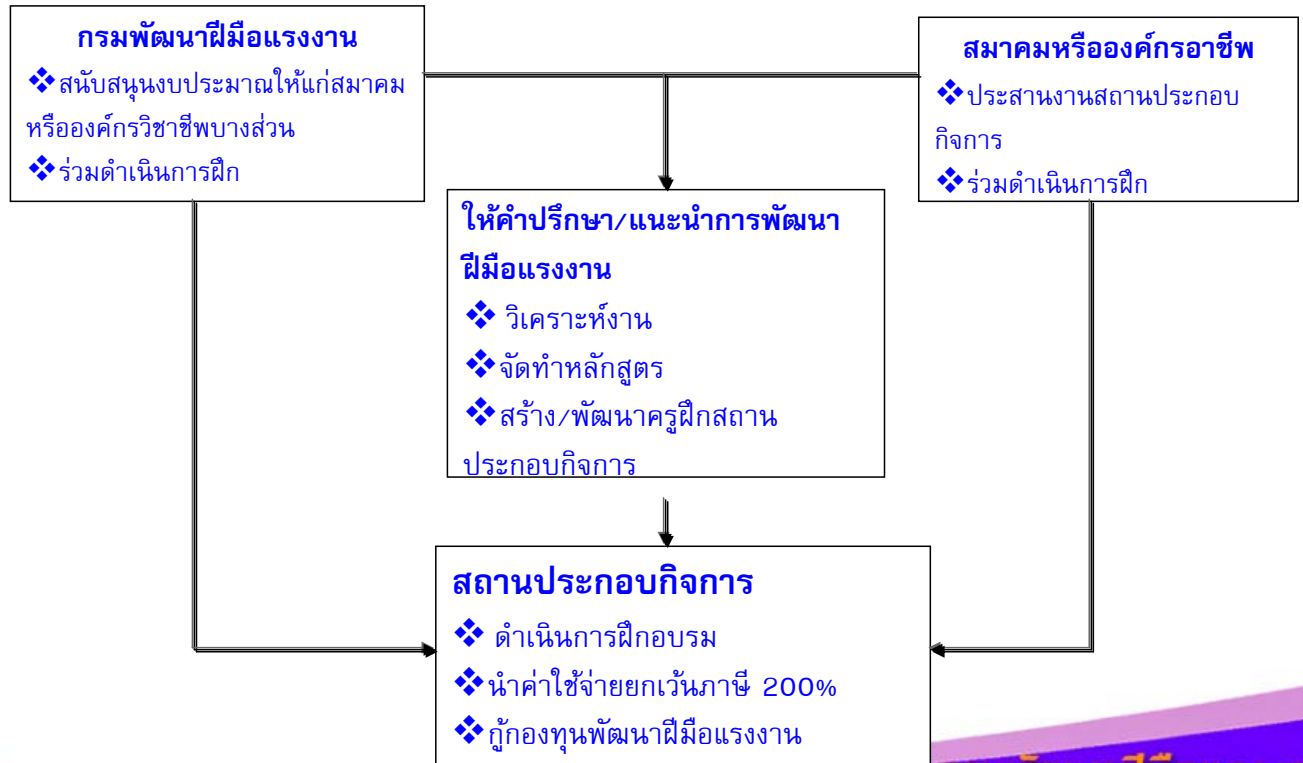 กรมพัฒนาฝีมือแรงงาน
❖สนับสนุนงบประมาณให้แก่สมาคม
หรือองค์กรวิชาชีพบางส่วน
❖ร่วมดำเนินการฝึก
สมาคมหรือองค์กรอาชีพ
❖ประสานงานสถานประกอบ
กิจการ
❖ร่วมดำเนินการฝึก
ให้คำปรึกษา/แนะนำการพัฒนา
ฝีมือแรงงาน
❖ วิเคราะห์งาน
❖จัดทำหลักสูตร
❖สร้าง/พัฒนาครูฝึกสถาน
ประกอบกิจการ
สถานประกอบกิจการ
❖ ดำเนินการฝึกอบรม
❖นำค่าใช้จ่ายยกเว้นภาษี 200%
❖กู้กองทุนพัฒนาฝีมือแรงงาน